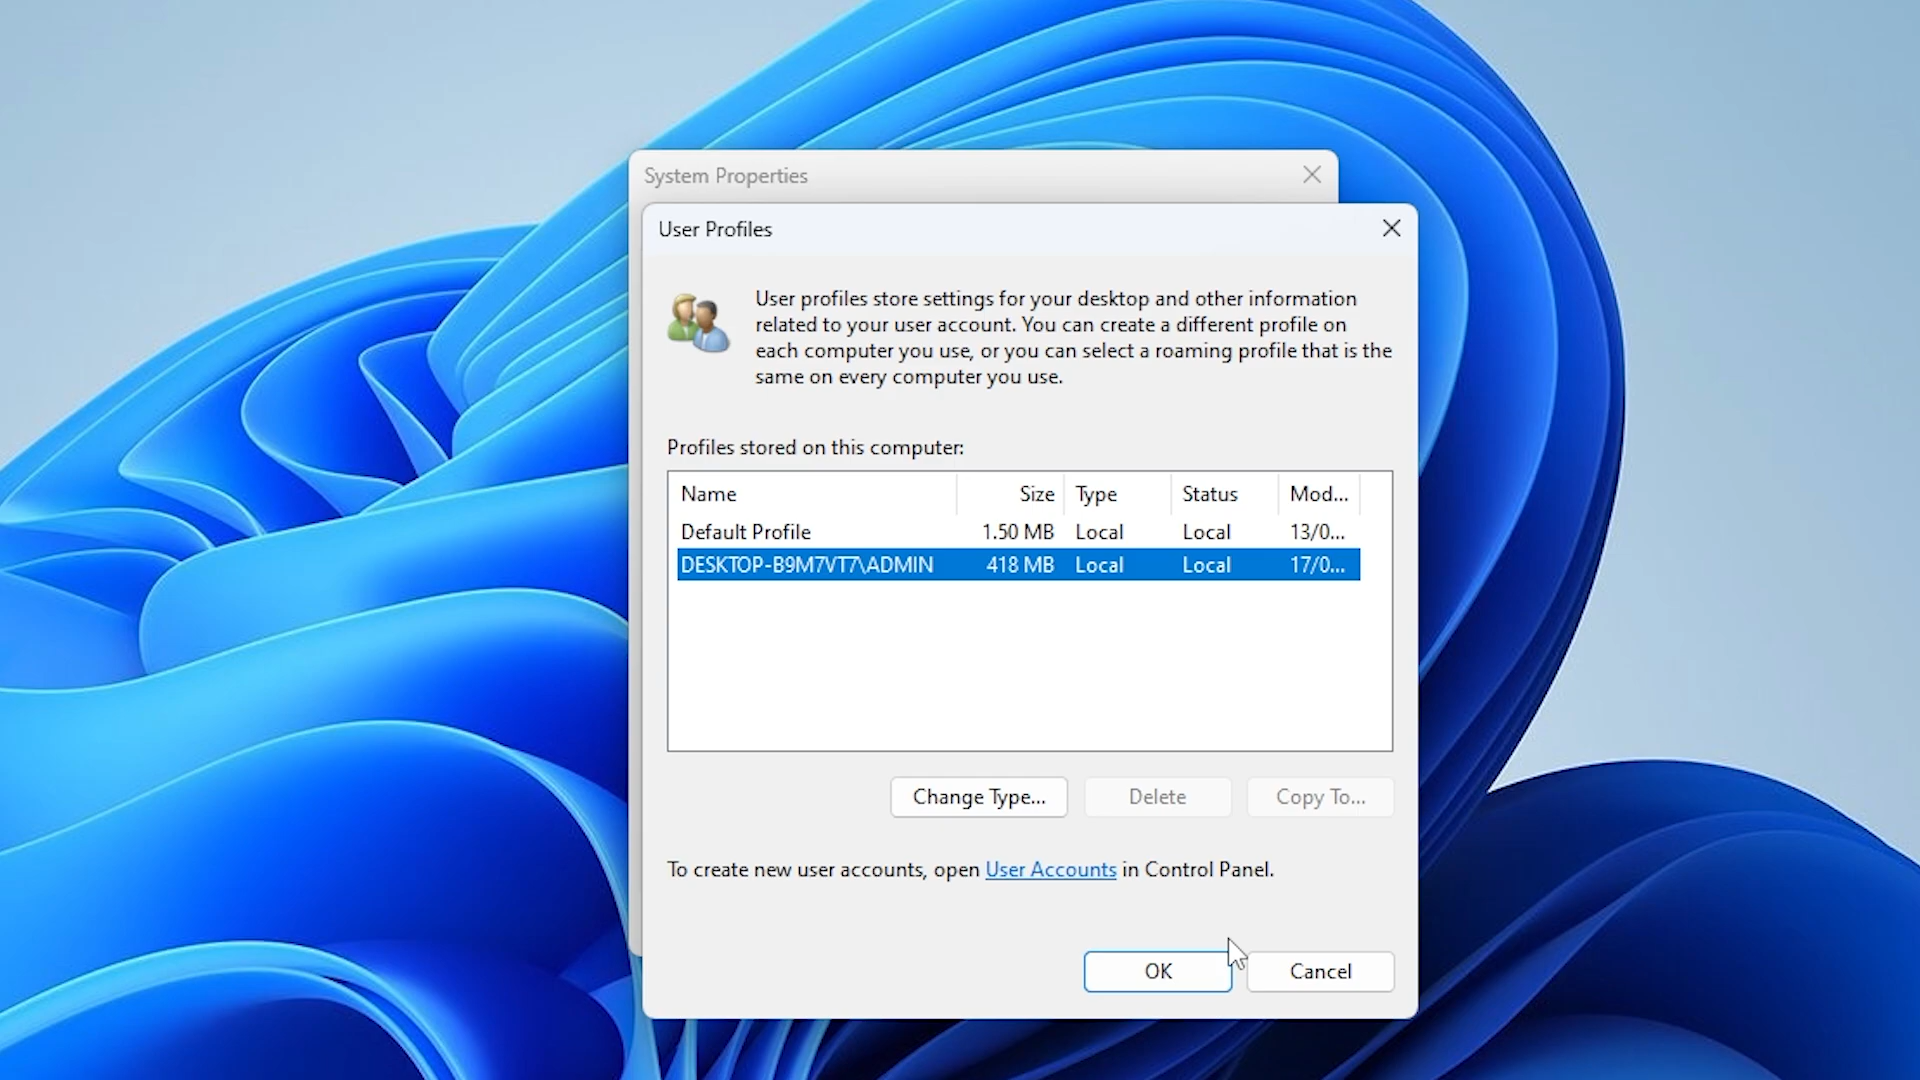 System Properties
User Profiles
User profiles store settings for your desktop and other information
related to your user account. You can create a different profile on
each computer you use, or you can select a roaming profile that is the
same on every computer you use.
Profiles stored on this computer:
Name Size Type Status Mod...
Default Profile 1.50 MB Local Local 13/0...
DESKTOP-B9M7VT7\ADMIN 418 MB Local Local 17/0...
Change Type... Delete Copy To...
To create new user accounts, open User Accounts in Control Panel.
OK Cancel